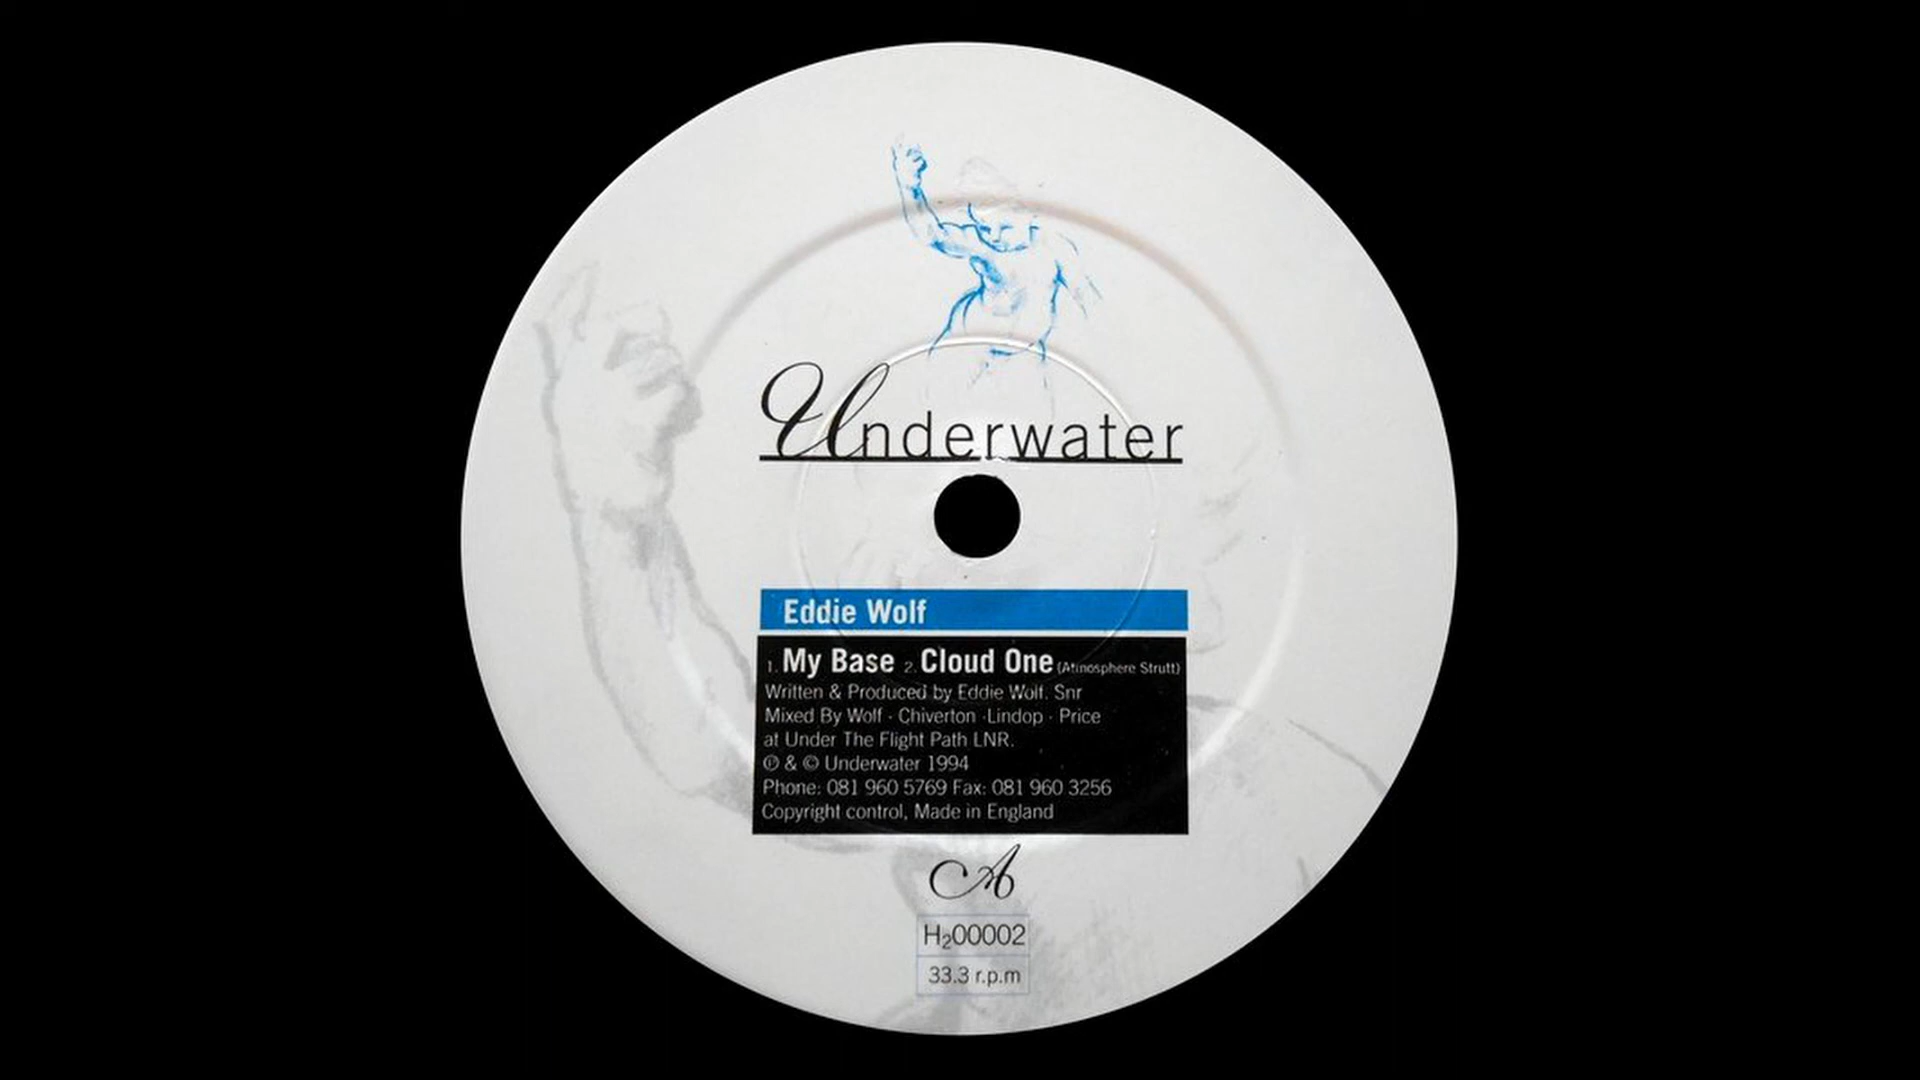 Underwater
Eddie Wolf
1. My Base 2. Cloud One (Atmosphere Strutt)
Written & Produced by Eddie Wolf. Snr
Mixed By Wolf · Chiverton ·Lindop · Price
at Under The Flight Path LNR.
℗ & © Underwater 1994
Phone: 081 960 5769 Fax: 081 960 3256
Copyright control, Made in England
A
H₂00002
33.3 r.p.m